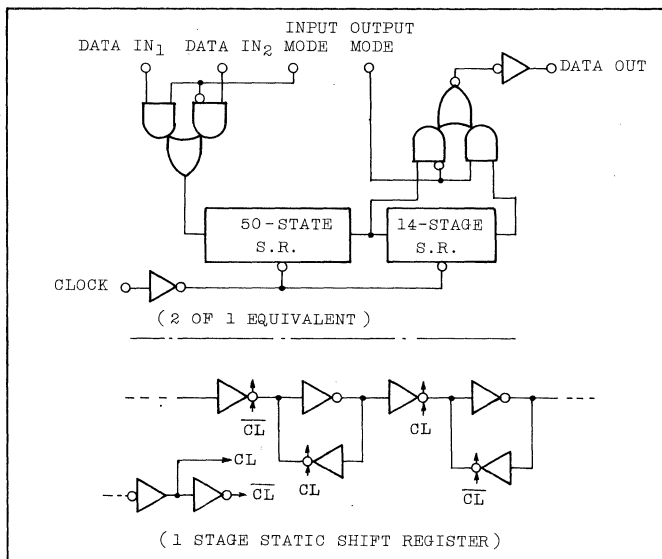 INPUT OUTPUT
DATA IN1 DATA IN2 MODE MODE
DATA OUT
50-STATE
S.R.
14-STAGE
S.R.
CLOCK
(2 OF 1 EQUIVALENT)
CL
CL
CL
CL
CL
CL
(1 STAGE STATIC SHIFT REGISTER)